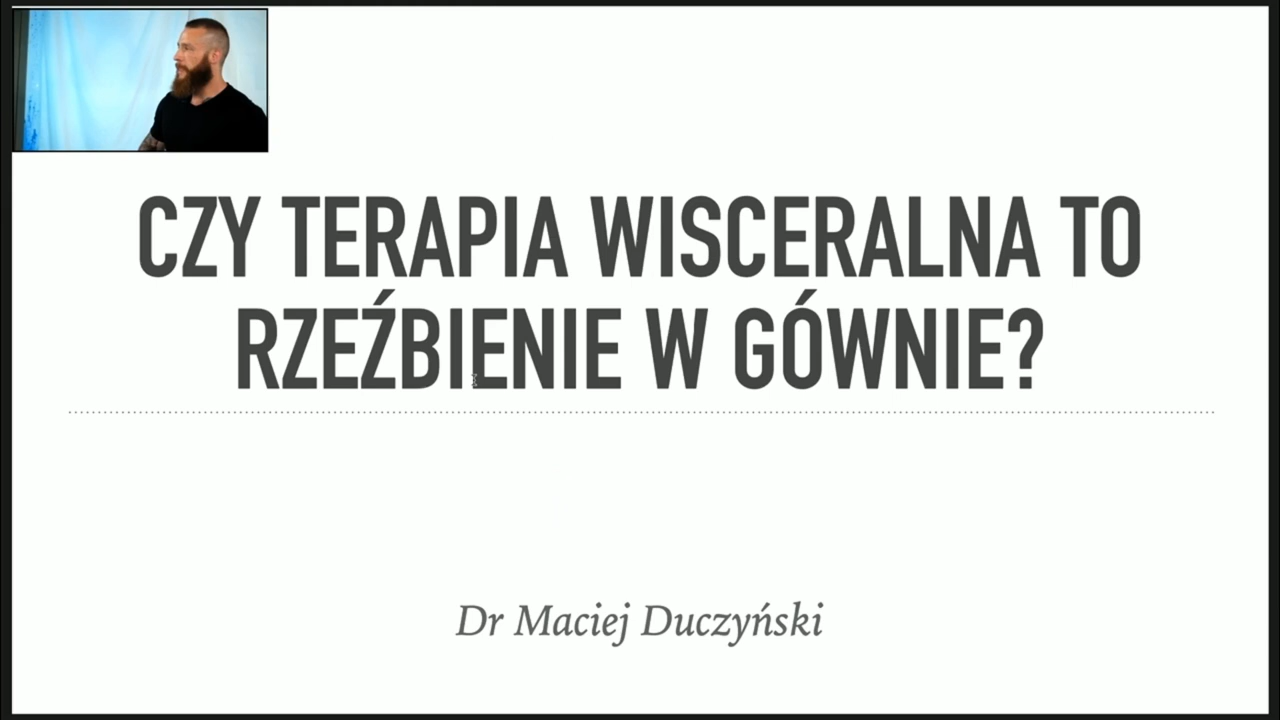 CZY TERAPIA WISCERALNA TO
RZEŹBIENIE W GÓWNIE?
Dr Maciej Duczyński